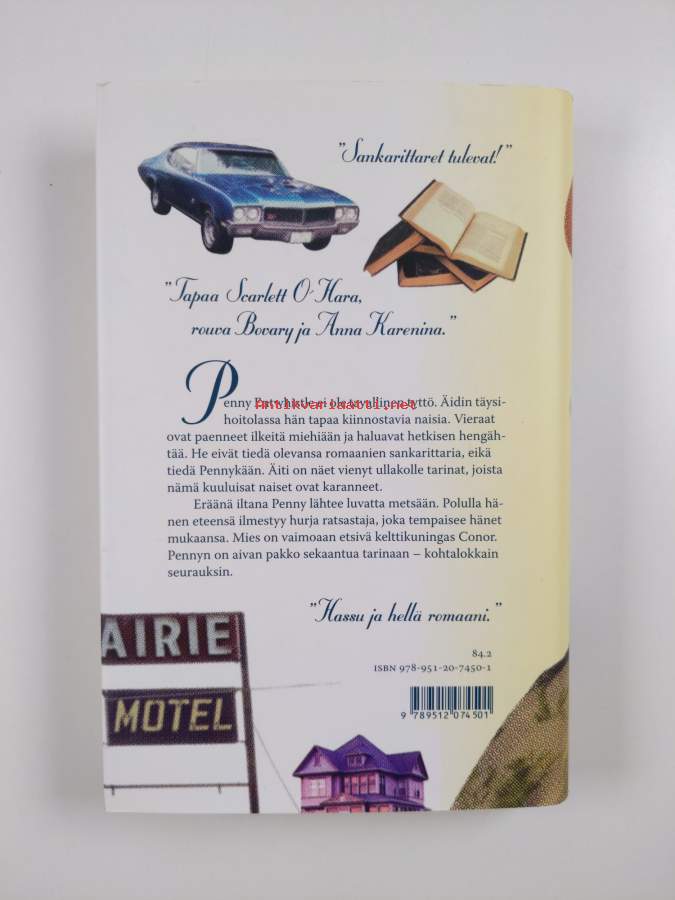 "Sankarittaret tulevat!"
"Tapaa Scarlett O'Hara,
rouva Bovary ja Anna Karenina."
Penny Entwhistle ei ole tavallinen tyttö. Äidin täysi-
hoitolassa hän tapaa kiinnostavia naisia. Vieraat
ovat paenneet ilkeitä miehiään ja haluavat hetkisen hengäh-
tää. He eivät tiedä olevansa romaanien sankarittaria, eikä
tiedä Pennykään. Äiti on näet vienyt ullakolle tarinat, joista
nämä kuuluisat naiset ovat karanneet.
Eräänä iltana Penny lähtee luvatta metsään. Polulla hä-
nen eteensä ilmestyy hurja ratsastaja, joka tempaisee hänet
mukaansa. Mies on vaimoaan etsivä kelttikuningas Conor.
Pennyn on aivan pakko sekaantua tarinaan – kohtalokkain
seurauksin.
"Hassu ja hellä romaani."
84.2
ISBN 978-951-20-7450-1
9 789512 074501
AIRIE
MOTEL
Antikvariaatti.net